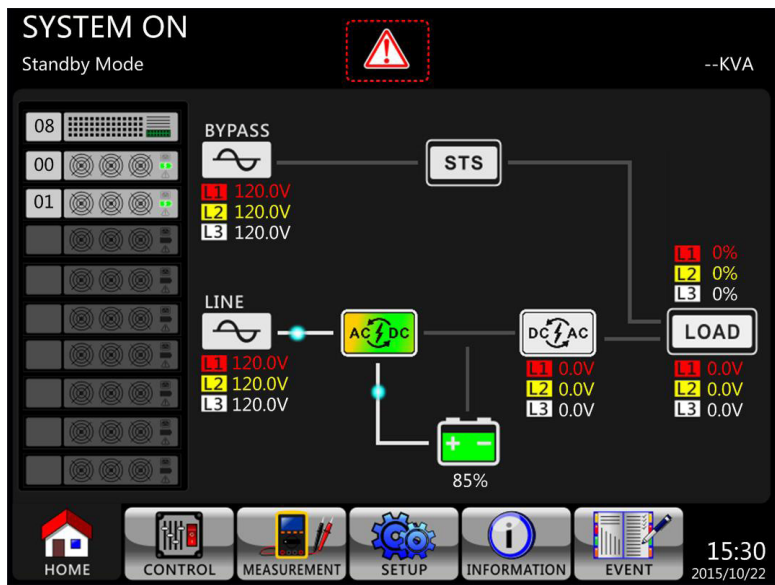 SYSTEM ON
Standby Mode
--KVA
08
00
01
BYPASS
L1 120.0V
L2 120.0V
L3 120.0V
STS
L1 0%
L2 0%
L3 0%
LINE
AC DC
DC AC
LOAD
L1 120.0V
L2 120.0V
L3 120.0V
L1 0.0V
L2 0.0V
L3 0.0V
L1 0.0V
L2 0.0V
L3 0.0V
+ -
85%
HOME
CONTROL
MEASUREMENT
SETUP
INFORMATION
EVENT
15:30
2015/10/22